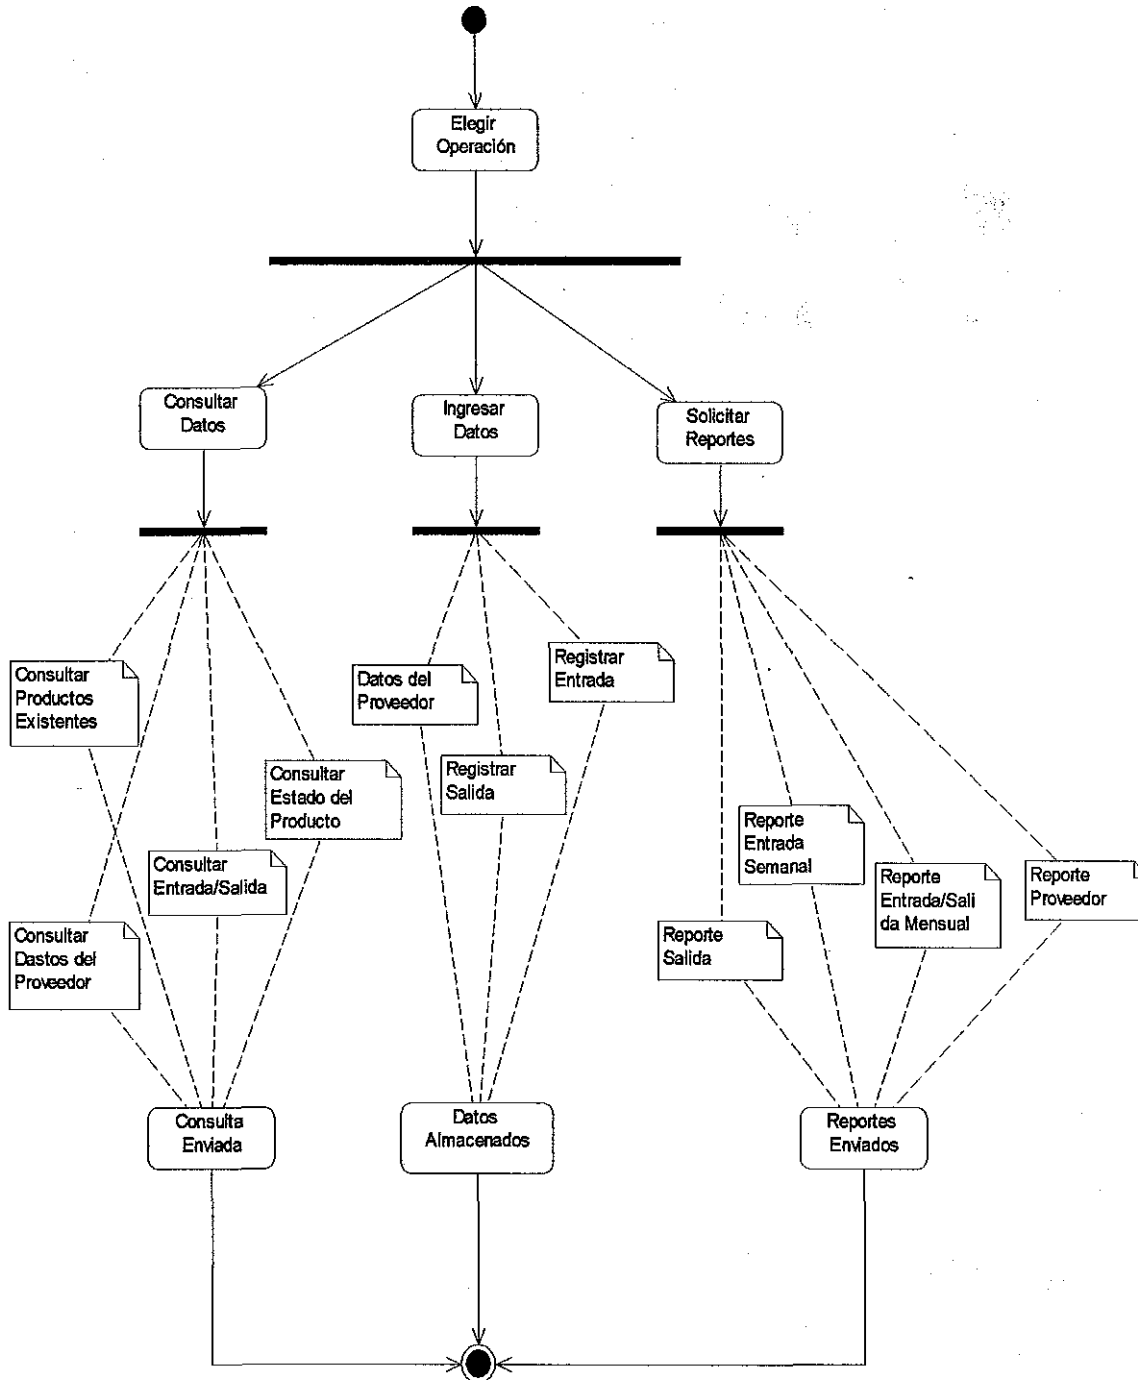 Elegir
Operación
Consultar
Datos
Ingresar
Datos
Solicitar
Reportes
Consultar
Productos
Existentes
Datos del
Proveedor
Registrar
Entrada
Consultar
Estado del
Producto
Registrar
Salida
Consultar
Entrada/Salida
Reporte
Entrada
Semanal
Reporte
Entrada/Sali
da Mensual
Reporte
Proveedor
Consultar
Dastos del
Proveedor
Reporte
Salida
Consulta
Enviada
Datos
Almacenados
Reportes
Enviados